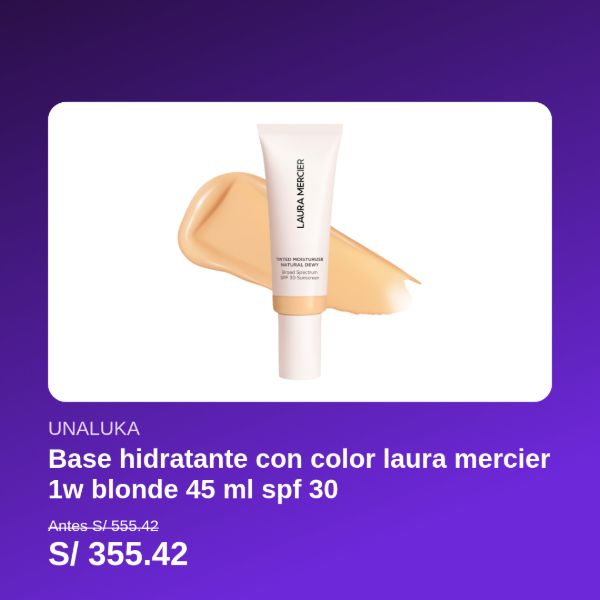 LAURA MERCIER
TINTED MOISTURIZER
NATURAL DEWY
Broad Spectrum
SPF 30 Sunscreen
UNALUKA
Base hidratante con color laura mercier
1w blonde 45 ml spf 30
Antes S/ 555.42
S/ 355.42